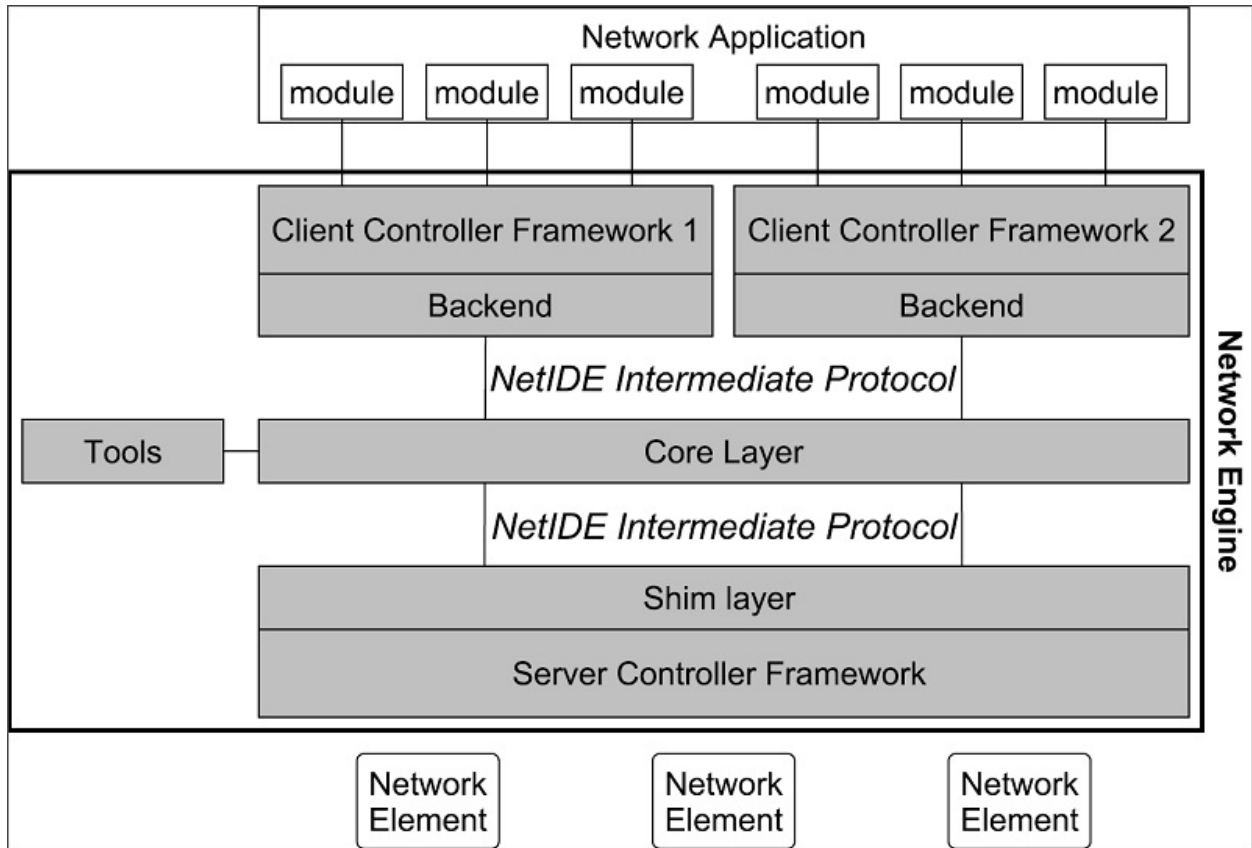 Network Application
module module module module module module
Client Controller Framework 1 Client Controller Framework 2
Backend Backend
NetIDE Intermediate Protocol
Tools Core Layer
NetIDE Intermediate Protocol
Shim layer
Server Controller Framework
Network Engine
Network Network Network
Element Element Element